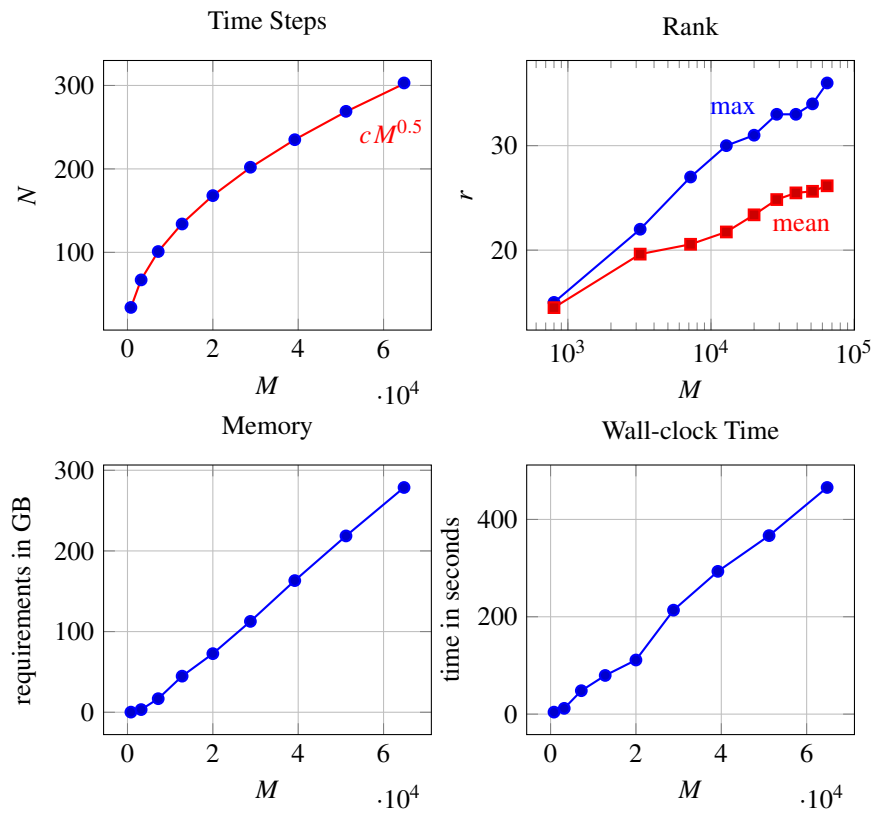 Time Steps
300
200
100
N
cM^0.5
0 2 4 6
M
·10^4
Rank
30
20
r
max
mean
10^3 10^4 10^5
M
Memory
300
200
100
0
requirements in GB
0 2 4 6
M
·10^4
Wall-clock Time
400
200
0
time in seconds
0 2 4 6
M
·10^4